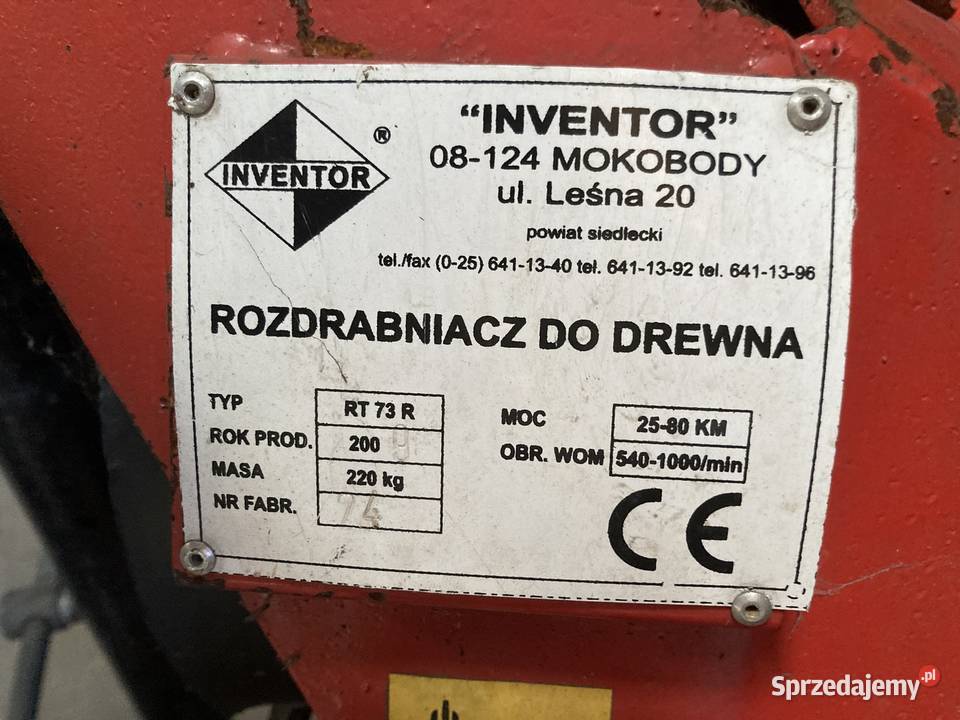 INVENTOR
®
“INVENTOR”
08-124 MOKOBODY
ul. Leśna 20
powiat siedlecki
tel./fax (0-25) 641-13-40 tel. 641-13-92 tel. 641-13-96
ROZDRABNIACZ DO DREWNA
TYP RT 73 R
ROK PROD. 200 9
MASA 220 kg
NR FABR. 24
MOC 25-80 KM
OBR. WOM 540-1000/min
CE
Sprzedajemy.pl